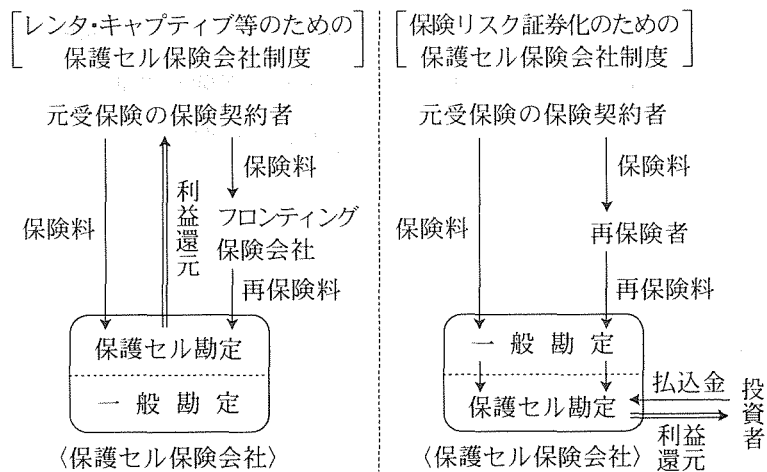 レンタ・キャプティブ等のための
保護セル保険会社制度
元受保険の保険契約者
保険料
利益還元
保険料
フロンティング
保険会社
再保険料
保護セル勘定
一般勘定
〈保護セル保険会社〉
保険リスク証券化のための
保護セル保険会社制度
元受保険の保険契約者
保険料
保険料
再保険者
再保険料
一般勘定
保護セル勘定
払込金
投資者
利益
還元
〈保護セル保険会社〉